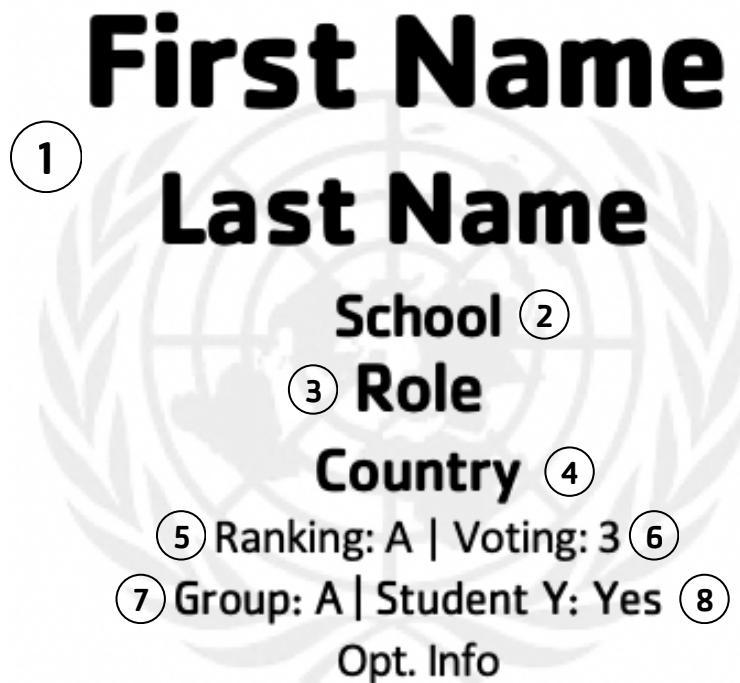 First Name
1
Last Name
School 2
3 Role
Country 4
5 Ranking: A | Voting: 3 6
7 Group: A | Student Y: Yes 8
Opt. Info